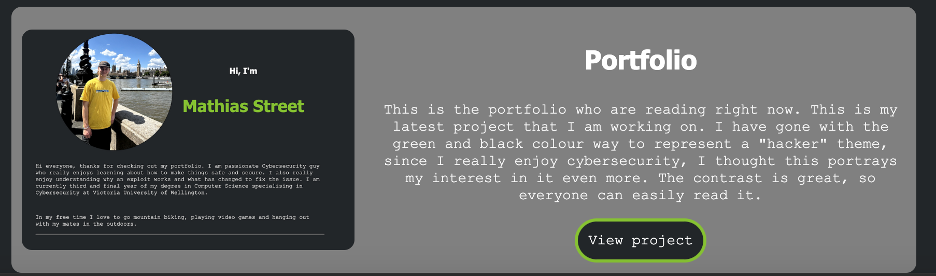 Hi, I'm
Mathias Street
Hi everyone, thanks for checking out my portfolio. I am passionate Cybersecurity guy
who really enjoys learning about how to make things safe and secure. I also really
enjoy understanding why an exploit works and what has changed to fix the issue. I am
currently third and final year of my degree in Computer Science specialising in
Cybersecurity at Victoria University of Wellington.
In my free time I love to go mountain biking, playing video games and hanging out
with my mates in the outdoors.
Portfolio
This is the portfolio who are reading right now. This is my
latest project that I am working on. I have gone with the
green and black colour way to represent a "hacker" theme,
since I really enjoy cybersecurity, I thought this portrays
my interest in it even more. The contrast is great, so
everyone can easily read it.
View project